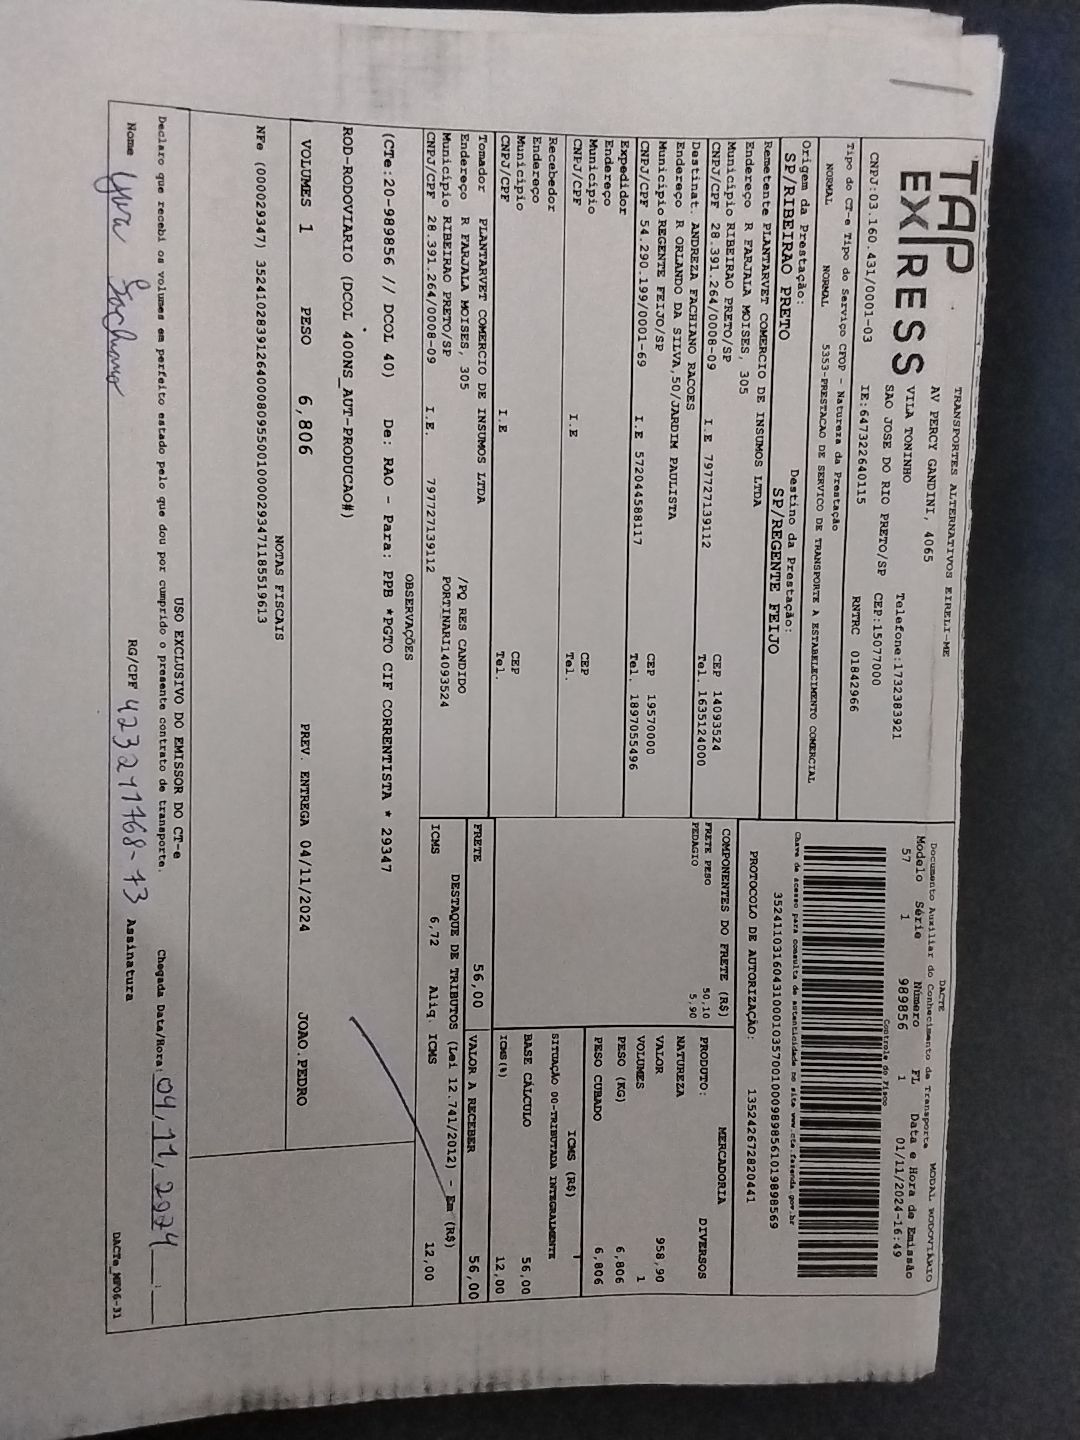 TAP
EXPRESS
TRANSPORTES ALTERNATIVOS EIRELI-ME
AV PERCY GANDINI, 4065
VILA TONINHO Telefone:1732383921
SAO JOSE DO RIO PRETO/SP CEP:15077000
CNPJ:03.160.431/0001-03 IE:647322640115 RNTRC 01842966
Tipo do CT-e Tipo do Serviço CFOP - Natureza da Prestação
NORMAL NORMAL 5353-PRESTACAO DE SERVICO DE TRANSPORTE A ESTABELECIMENTO COMERCIAL
Origem da Prestação: Destino da Prestação:
SP/RIBEIRAO PRETO SP/REGENTE FEIJO
Remetente PLANTARVET COMERCIO DE INSUMOS LTDA
Endereço R FARJALA MOISES, 305
Município RIBEIRAO PRETO/SP CEP 14093524
CNPJ/CPF 28.391.264/0008-09 I.E 797727139112 Tel. 1635124000
Destinat. ANDREZA FACHIANO RACOES
Endereço R ORLANDO DA SILVA,50/JARDIM PAULISTA
Município REGENTE FEIJO/SP CEP 19570000
CNPJ/CPF 54.290.199/0001-69 I.E 572044588117 Tel. 1897055496
Expedidor
Endereço
Município CEP
CNPJ/CPF I.E Tel.
Recebedor
Endereço
Município CEP
CNPJ/CPF I.E Tel.
Tomador PLANTARVET COMERCIO DE INSUMOS LTDA
Endereço R FARJALA MOISES, 305 /PQ RES CANDIDO
Município RIBEIRAO PRETO/SP PORTINARI14093524
CNPJ/CPF 28.391.264/0008-09 I.E. 797727139112
DACTE MODAL RODOVIÁRIO
Documento Auxiliar do Conhecimento de Transporte
Modelo Série Número FL Data e Hora de Emissão
57 1 989856 1 01/11/2024-16:49
Controle do Fisco
Chave de acesso para consulta de autenticidade no site www.cte.fazenda.gov.br
35241103160431000103570010009898561019898569
PROTOCOLO DE AUTORIZAÇÃO: 135242672820441
COMPONENTES DO FRETE (R$)
FRETE PESO 50,10
PEDAGIO 5,90
PRODUTO: MERCADORIA
NATUREZA DIVERSOS
VALOR 958,90
VOLUMES 1
PESO (KG) 6,806
PESO CUBADO 6,806
ICMS (R$)
SITUAÇÃO 00-TRIBUTADA INTEGRALMENTE
BASE CÁLCULO 56,00
ICMS(%) 12,00
FRETE 56,00 VALOR A RECEBER 56,00
DESTAQUE DE TRIBUTOS (Lei 12.741/2012) - Em (R$)
ICMS 6,72 Aliq. ICMS 12,00
OBSERVAÇÕES
(CTe:20-989856 // DCOL 40) De: RAO - Para: PPB *PGTO CIF CORRENTISTA * 29347
ROD-RODOVIARIO (DCOL 400NS_AUT-PRODUCAO#)
VOLUMES 1 PESO 6,806 PREV. ENTREGA 04/11/2024 JOAO.PEDRO
NOTAS FISCAIS
NFe (000029347) 35241028391264000809550010000293471185519613
USO EXCLUSIVO DO EMISSOR DO CT-e
Declaro que recebi os volumes em perfeito estado pelo que dou por cumprido o presente contrato de transporte. Chegada Data/Hora: 04/11/2024
Nome RG/CPF 423211768-73 Assinatura
DACTe_NF06-31